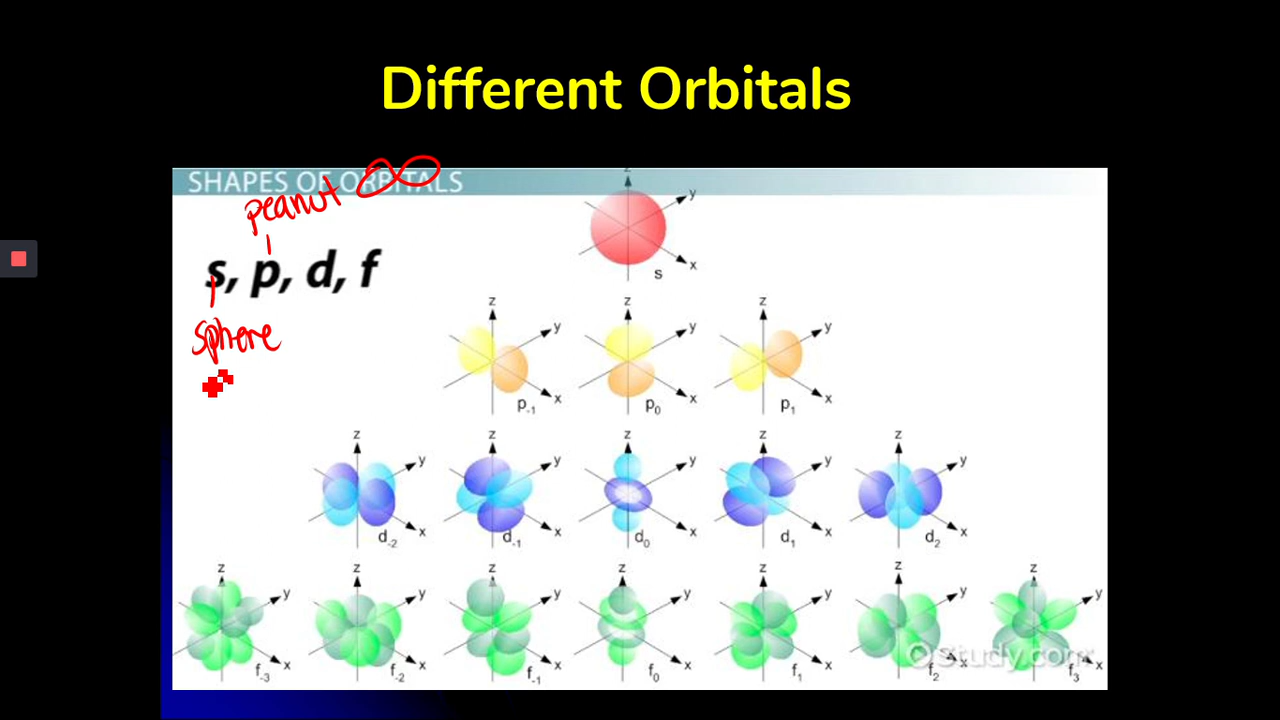 Different Orbitals
SHAPES OF ORBITALS
peanut
s, p, d, f
sphere
z
y
x
s
z z z
y y y
x x x
p-1 p0 p1
z z z z z
y y y y y
x x x x x
d-2 d-1 d0 d1 d2
z z z z z z z
y y y y y y y
x x x x x x x
f-3 f-2 f-1 f0 f1 f2 f3
Study.com